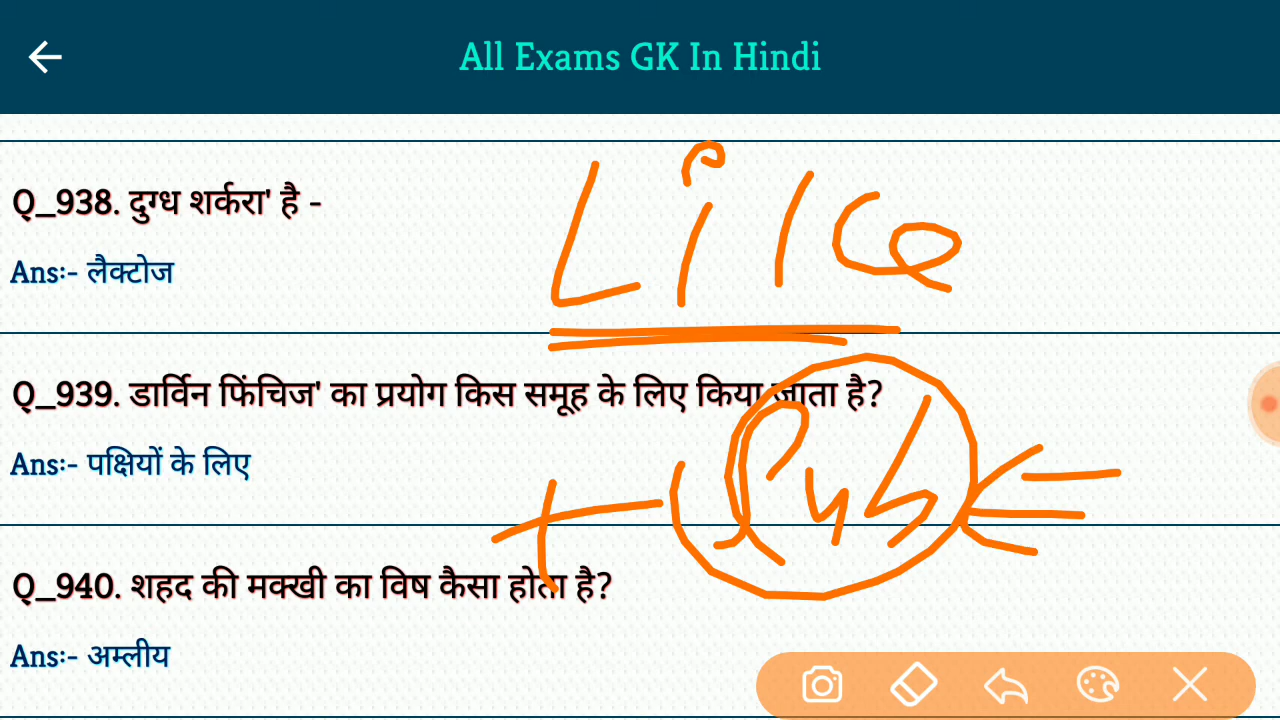 All Exams GK In Hindi
Q_938. दुग्ध शर्करा' है -
Ans:- लैक्टोज
Like
Q_939. डार्विन फिंचिज' का प्रयोग किस समूह के लिए किया जाता है?
Ans:- पक्षियों के लिए
+ Sub
Q_940. शहद की मक्खी का विष कैसा होता है?
Ans:- अम्लीय